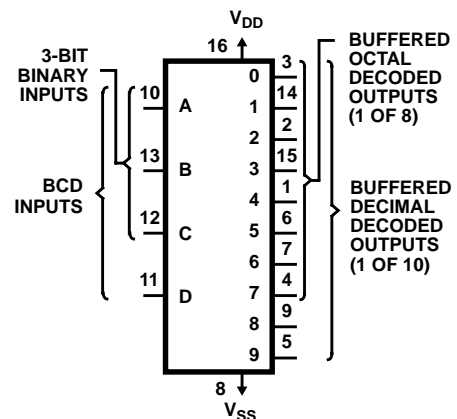 VDD
16
3-BIT
BINARY
INPUTS
BCD
INPUTS
10
13
12
11
A
B
C
D
0
1
2
3
4
5
6
7
8
9
3
14
2
15
1
6
7
4
9
5
BUFFERED
OCTAL
DECODED
OUTPUTS
(1 OF 8)
BUFFERED
DECIMAL
DECODED
OUTPUTS
(1 OF 10)
8
VSS